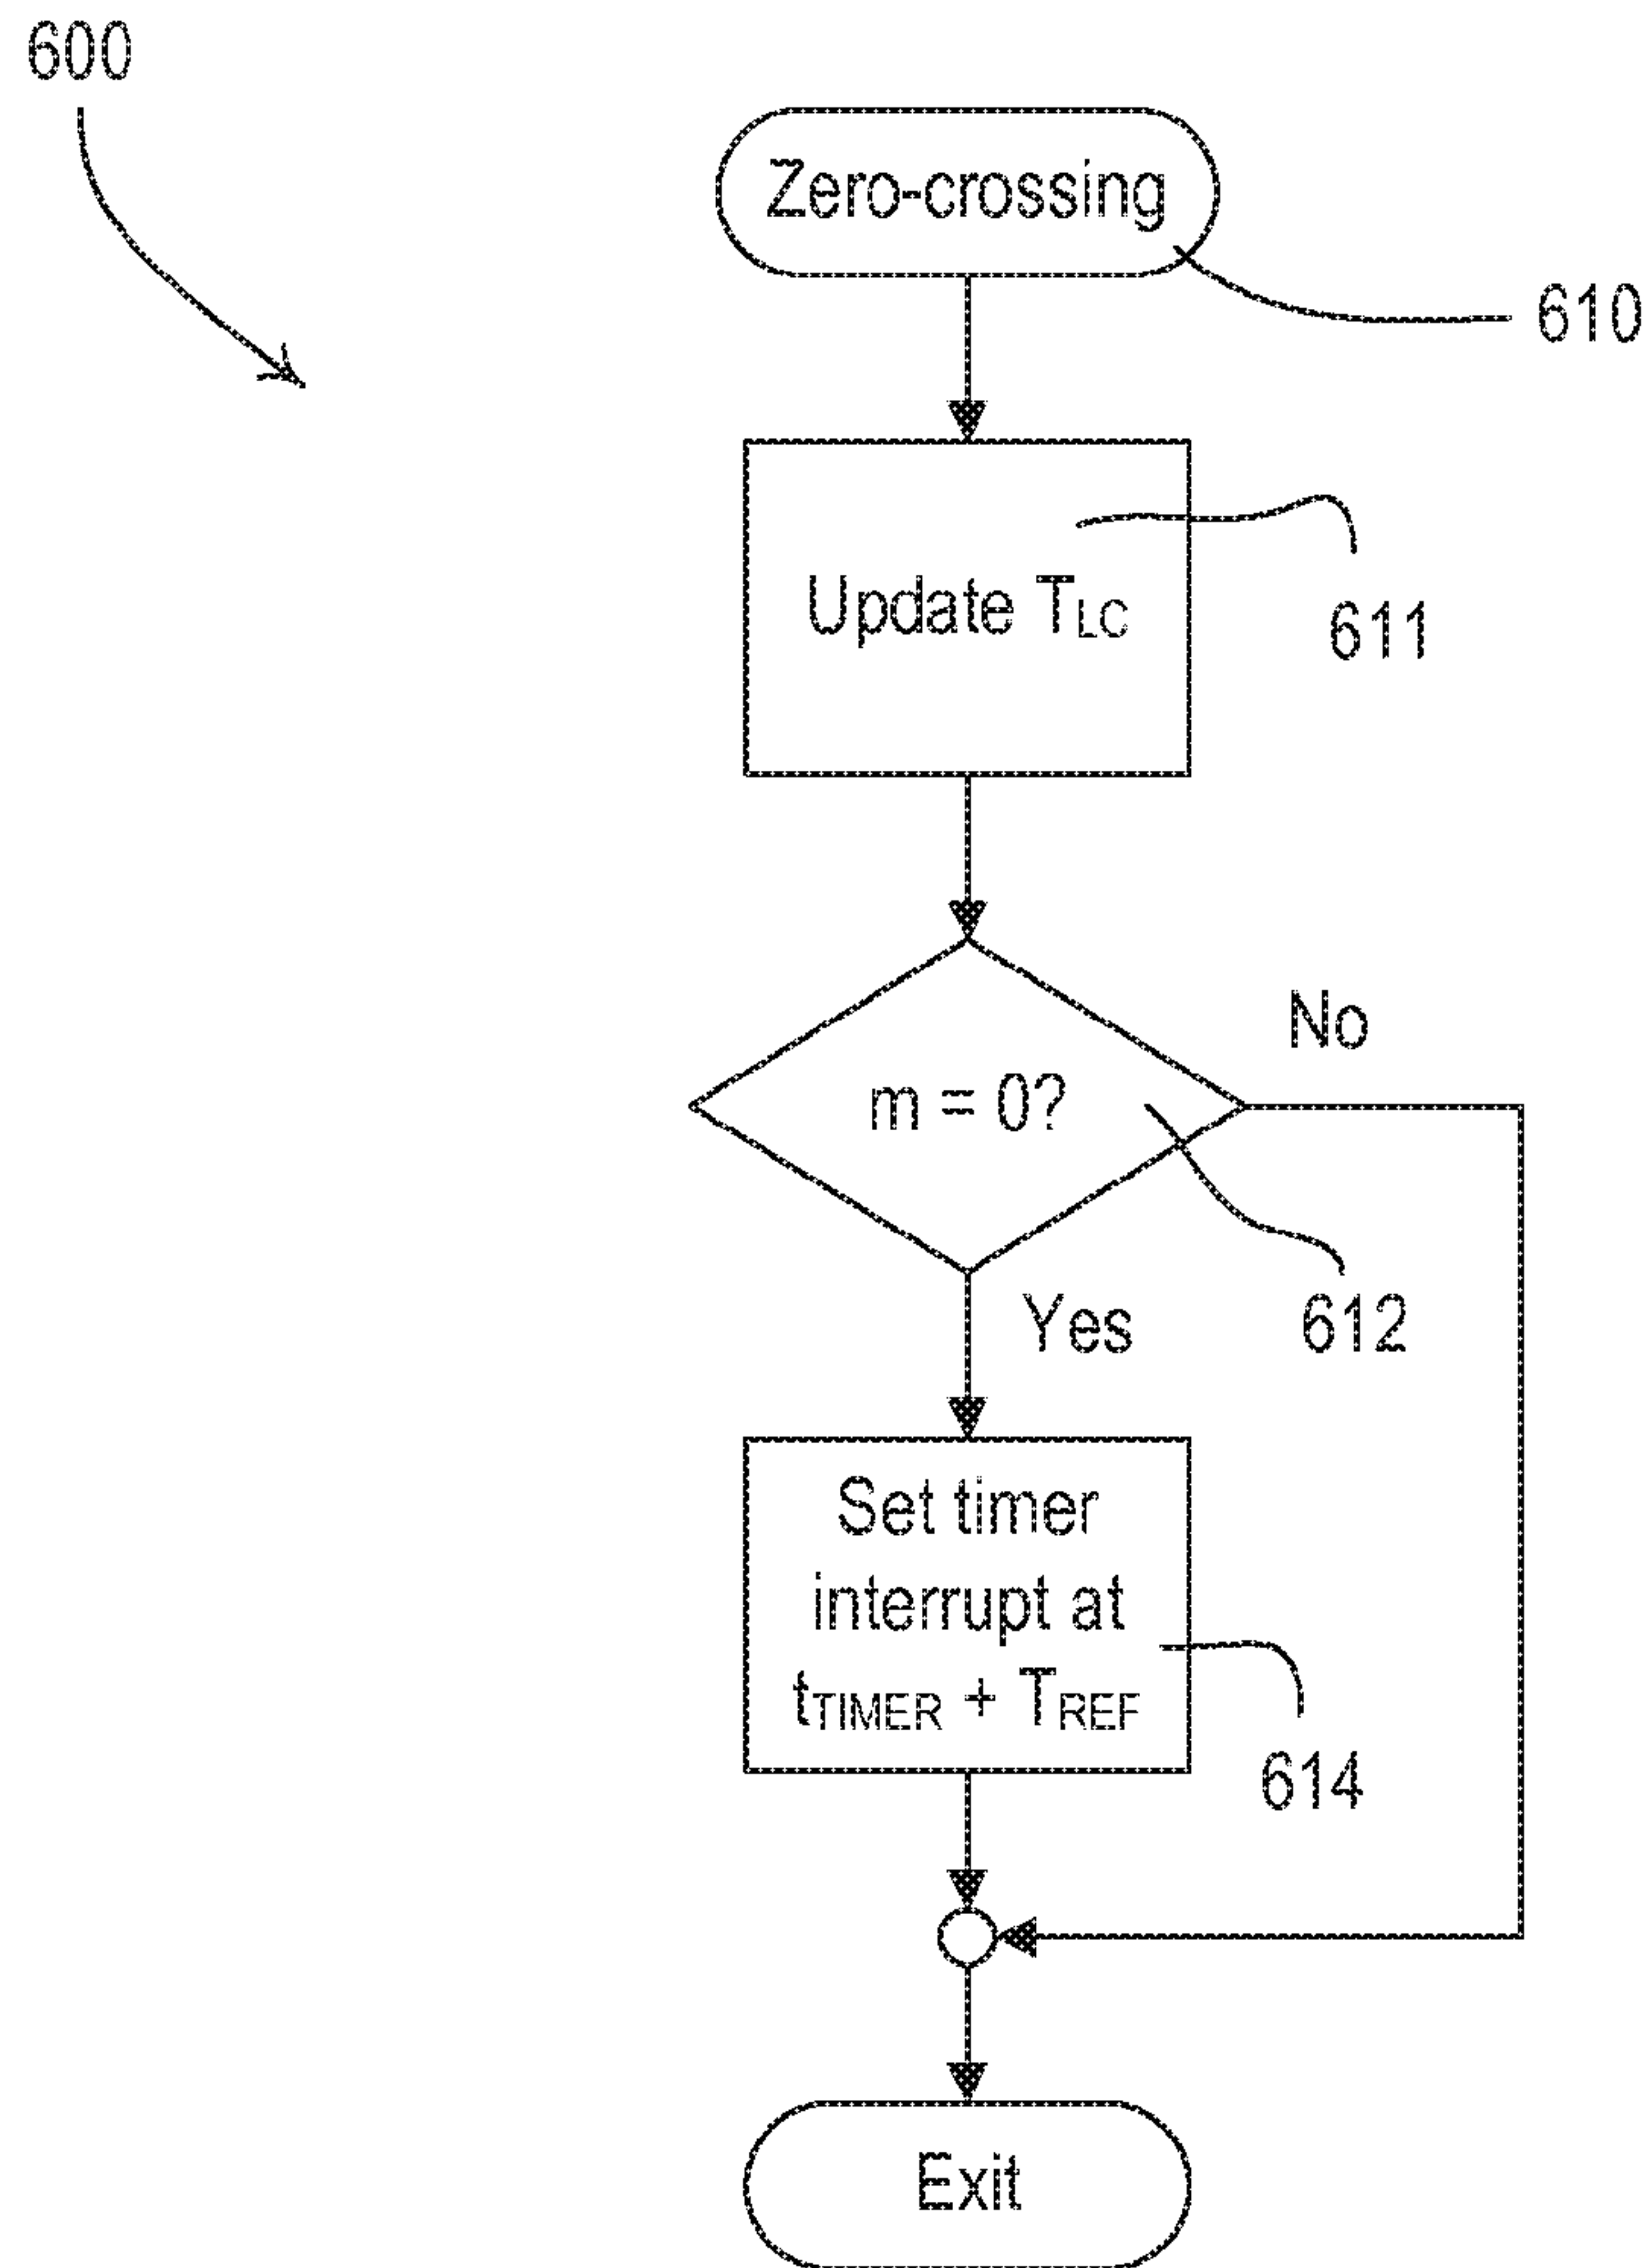 600
Zero-crossing
610
Update TLC
611
No
m = 0?
Yes
612
Set timer
interrupt at
tTIMER + TREF
614
Exit